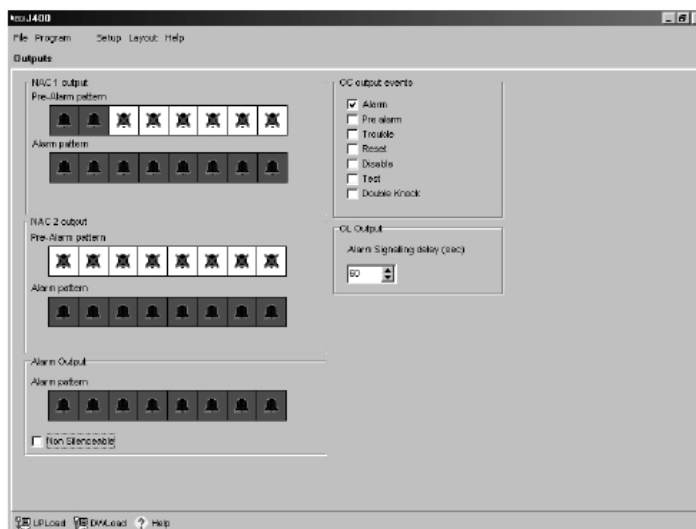 J400
File Program Setup Layout Help
Outputs
NAC 1 output
Pre-Alarm pattern
Alarm pattern
NAC 2 output
Pre-Alarm pattern
Alarm pattern
Alarm Output
Alarm pattern
Non Silenceable
OC output events
Alarm
Pre alarm
Trouble
Reset
Disable
Test
Double Knock
OL Output
Alarm Signalling delay (sec)
60
UPLoad DWLoad ? Help